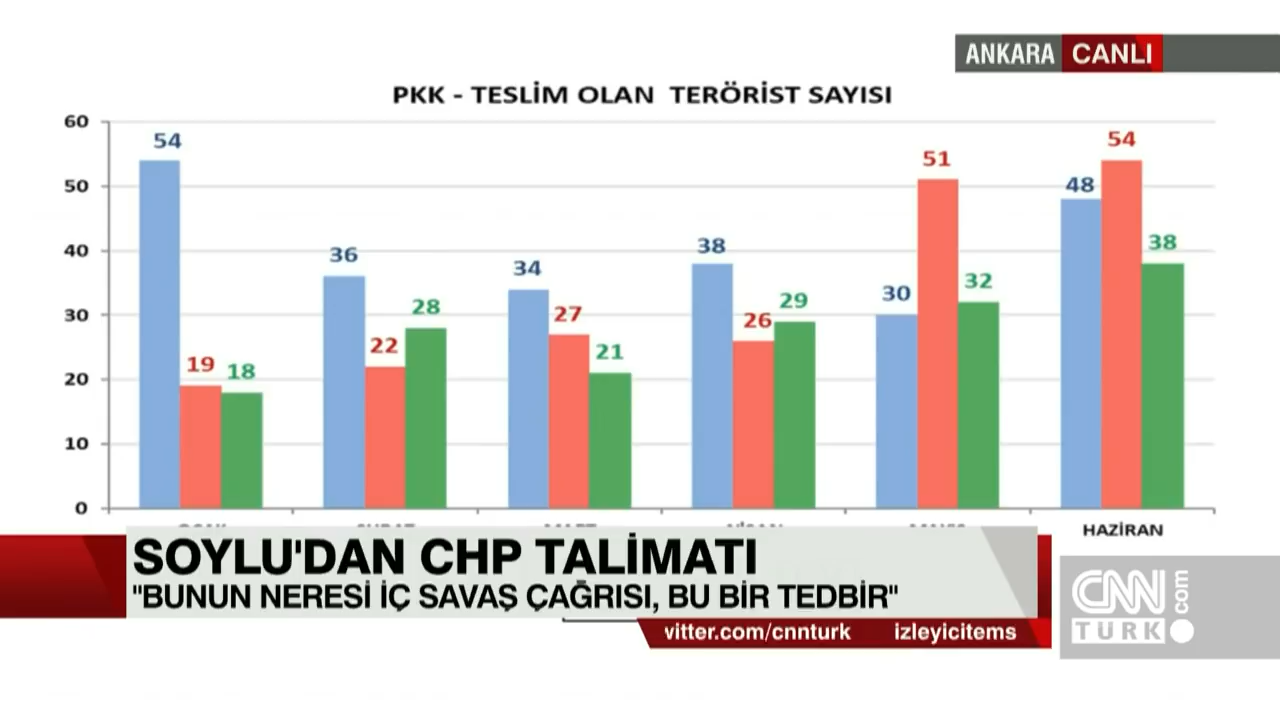 ANKARA CANLI
PKK - TESLİM OLAN TERÖRİST SAYISI
60
50
40
30
20
10
0
54
19
18
36
22
28
34
27
21
38
26
29
30
51
32
48
54
38
HAZİRAN
SOYLU'DAN CHP TALİMATI
"BUNUN NERESİ İÇ SAVAŞ ÇAĞRISI, BU BİR TEDBİR"
vitter.com/cnnturk izleyicitems
CNN
TURK
.com